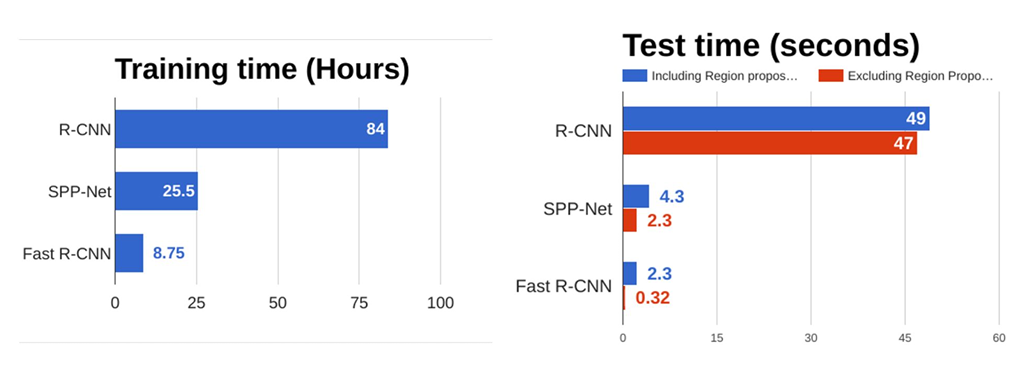 Training time (Hours)
R-CNN
84
SPP-Net
25.5
Fast R-CNN
8.75
0 25 50 75 100
Test time (seconds)
Including Region propos... Excluding Region Propo...
R-CNN
49
47
SPP-Net
4.3
2.3
Fast R-CNN
2.3
0.32
0 15 30 45 60